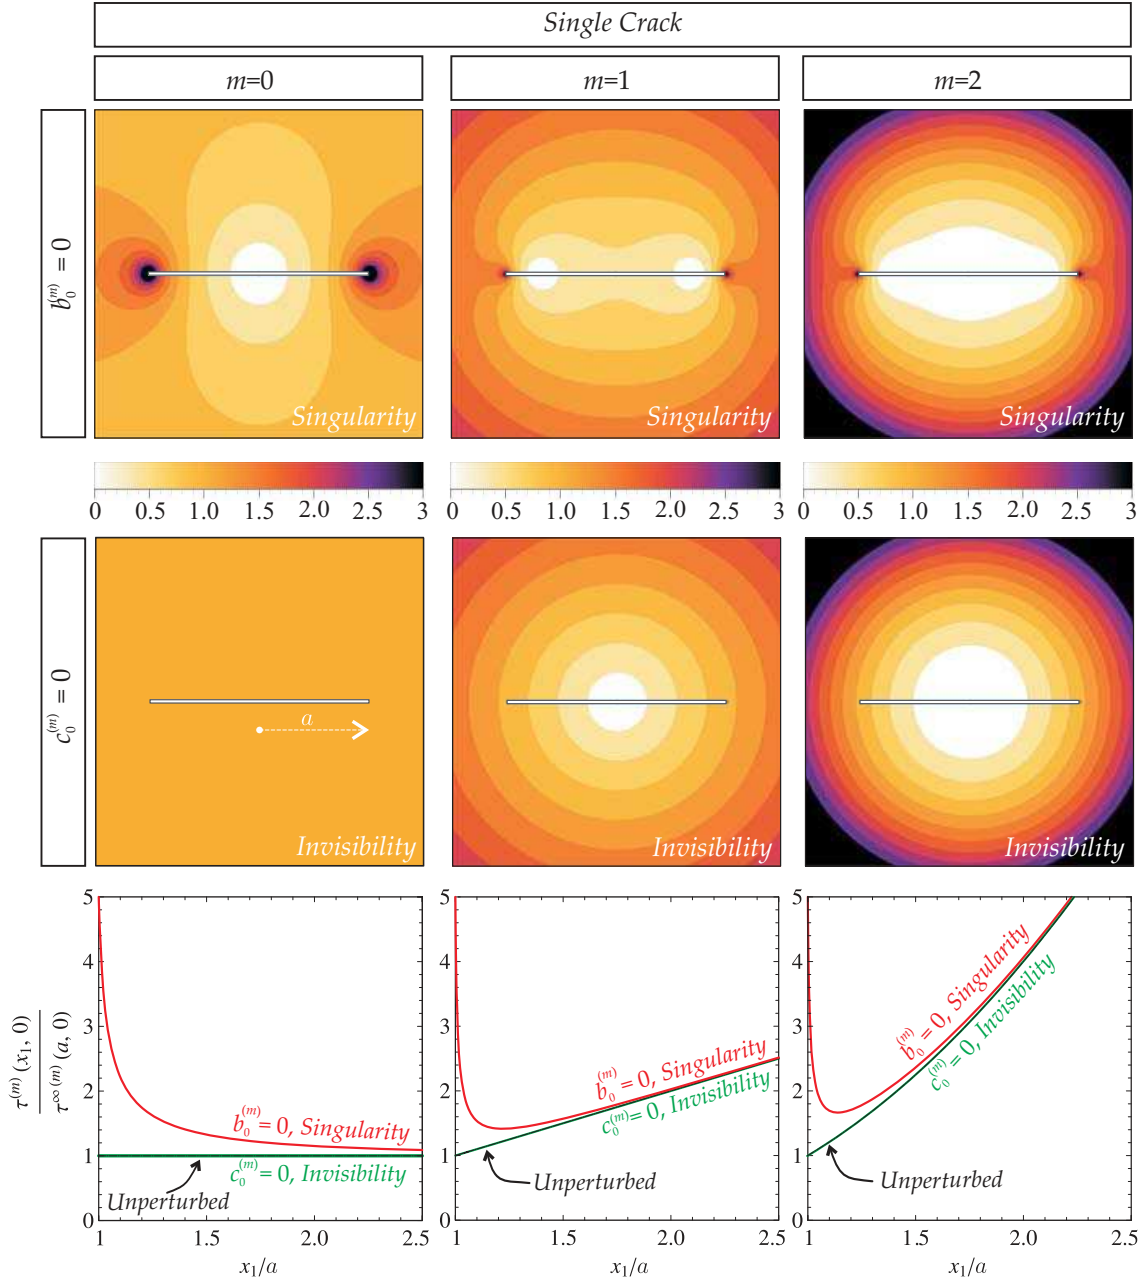 Single Crack
m=0 m=1 m=2
b₀⁽ᵐ⁾ = 0
Singularity Singularity Singularity
0 0.5 1.0 1.5 2.0 2.5 3 0 0.5 1.0 1.5 2.0 2.5 3 0 0.5 1.0 1.5 2.0 2.5 3
c₀⁽ᵐ⁾ = 0
a
Invisibility Invisibility Invisibility
τ⁽ᵐ⁾(x₁, 0) / τ^∞⁽ᵐ⁾(a, 0)
5
4
3
2
1
0
b₀⁽ᵐ⁾ = 0, Singularity
c₀⁽ᵐ⁾ = 0, Invisibility
Unperturbed
1 1.5 2.0 2.5
x₁/a
5
4
3
2
1
0
b₀⁽ᵐ⁾ = 0, Singularity
c₀⁽ᵐ⁾ = 0, Invisibility
Unperturbed
1 1.5 2.0 2.5
x₁/a
5
4
3
2
1
0
b₀⁽ᵐ⁾ = 0, Singularity
c₀⁽ᵐ⁾ = 0, Invisibility
Unperturbed
1 1.5 2.0 2.5
x₁/a